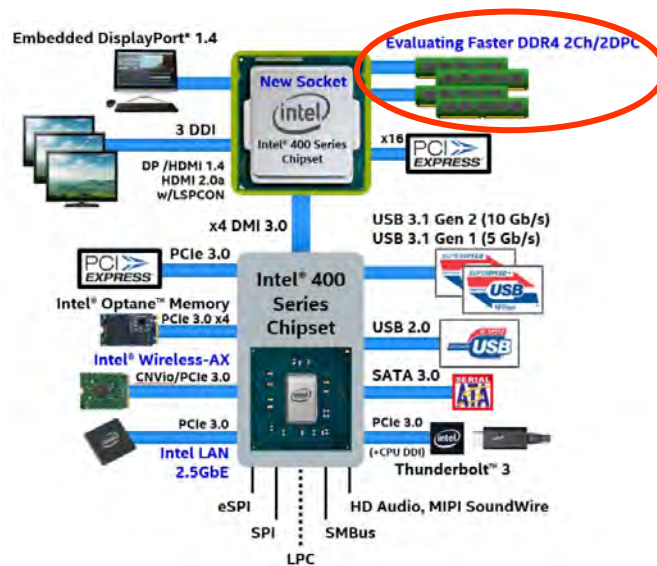 Embedded DisplayPort* 1.4
Evaluating Faster DDR4 2Ch/2DPC
New Socket
intel
Intel® 400 Series
Chipset
3 DDI
DP /HDMI 1.4
HDMI 2.0a
w/LSPCON
x16
PCI
EXPRESS
x4 DMI 3.0
USB 3.1 Gen 2 (10 Gb/s)
USB 3.1 Gen 1 (5 Gb/s)
PCIe 3.0
PCI
EXPRESS
Intel® 400
Series
Chipset
USB
Intel® Optane™ Memory
PCIe 3.0 x4
USB 2.0
USB
Intel® Wireless-AX
CNVio/PCIe 3.0
SATA 3.0
SERIAL
ATA
PCIe 3.0
Intel LAN
2.5GbE
intel
PCIe 3.0
(+CPU DDI)
intel
Thunderbolt™ 3
eSPI
SPI
LPC
SMBus
HD Audio, MIPI SoundWire